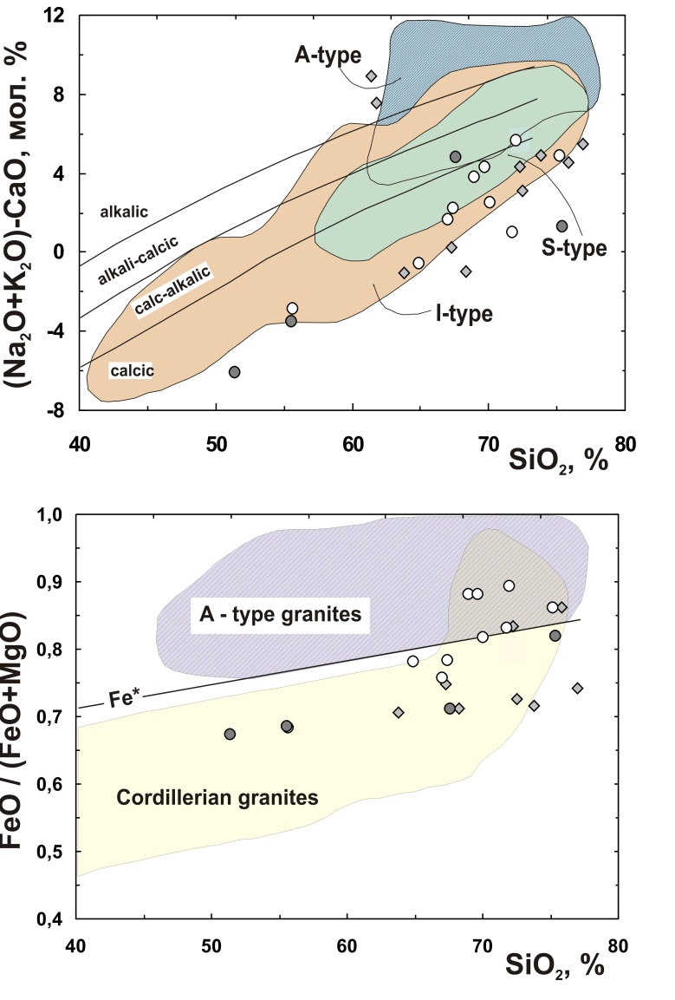 12
8
4
0
-4
-8
(Na₂O+K₂O)-CaO, мол. %
A-type
alkalic
alkali-calcic
calc-alkalic
calcic
S-type
I-type
40 50 60 70 80
SiO₂, %
1,0
0,9
0,8
0,7
0,6
0,5
0,4
FeO / (FeO+MgO)
A - type granites
Fe*
Cordillerian granites
40 50 60 70 80
SiO₂, %